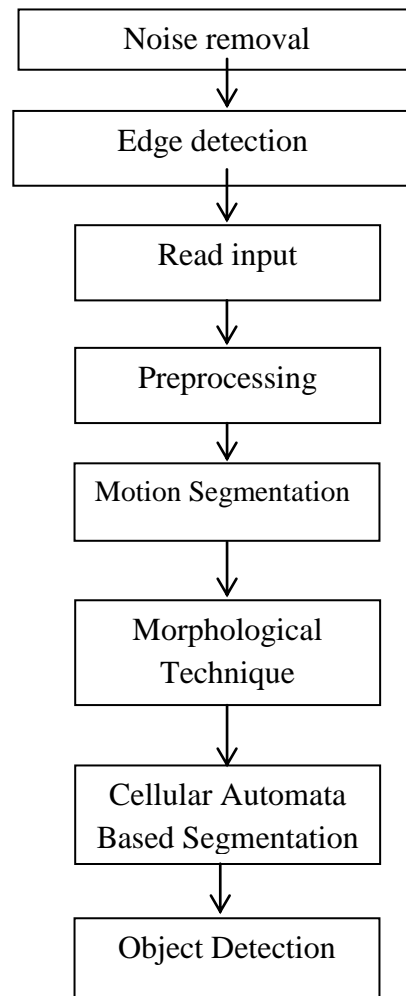 Noise removal
Edge detection
Read input
Preprocessing
Motion Segmentation
Morphological
Technique
Cellular Automata
Based Segmentation
Object Detection